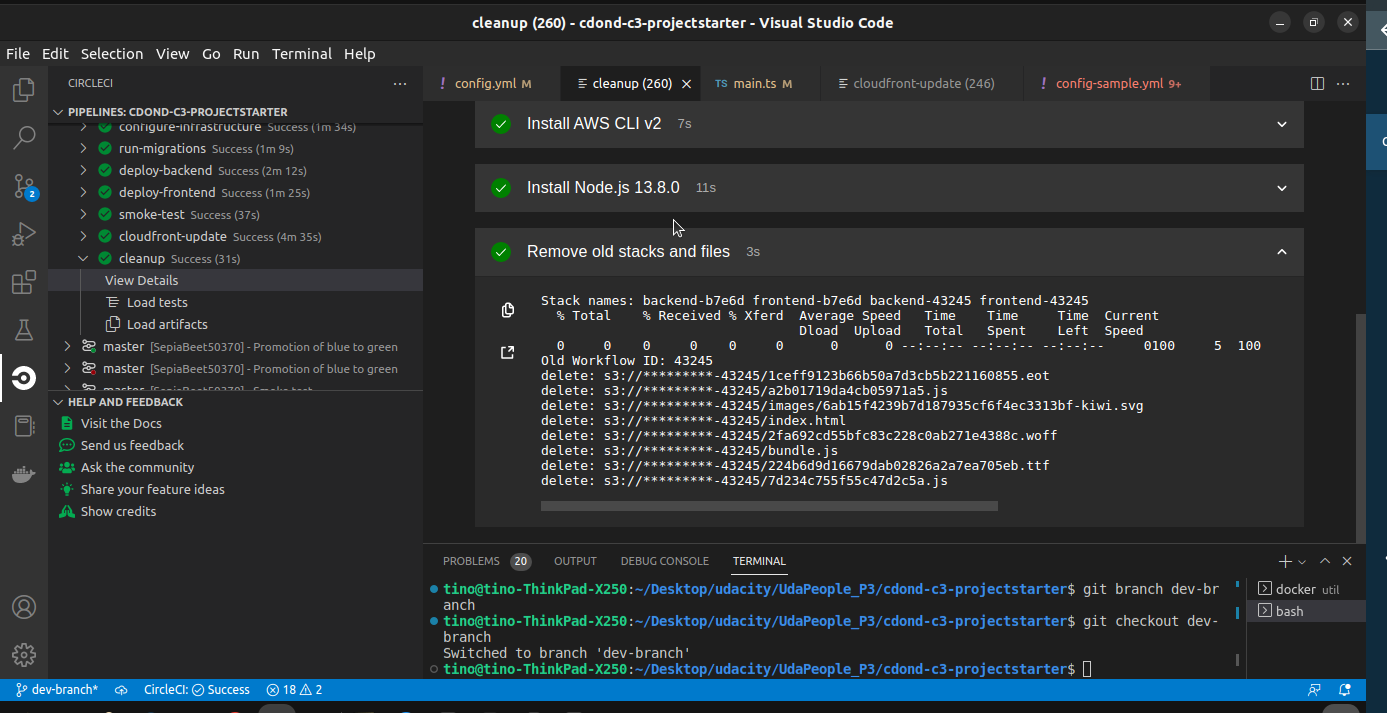 cleanup (260) - cdond-c3-projectstarter - Visual Studio Code
File Edit Selection View Go Run Terminal Help
CIRCLECI
PIPELINES: CDOND-C3-PROJECTSTARTER
configure-infrastructure Success (1m 34s)
run-migrations Success (1m 9s)
deploy-backend Success (2m 12s)
deploy-frontend Success (1m 25s)
smoke-test Success (37s)
cloudfront-update Success (4m 35s)
cleanup Success (31s)
View Details
Load tests
Load artifacts
master [SepiaBeet50370] - Promotion of blue to green
master [SepiaBeet50370] - Promotion of blue to green
master [SepiaBeet50370] - Smoke test
2
HELP AND FEEDBACK
Visit the Docs
Send us feedback
Ask the community
Share your feature ideas
Show credits
! config.yml M
cleanup (260)
TS main.ts M
cloudfront-update (246)
! config-sample.yml 9+
Install AWS CLI v2 7s
Install Node.js 13.8.0 11s
Remove old stacks and files 3s
Stack names: backend-b7e6d frontend-b7e6d backend-43245 frontend-43245
% Total % Received % Xferd Average Speed Time Time Time Current
Dload Upload Total Spent Left Speed
0 0 0 0 0 0 0 0 --:--:-- --:--:-- --:--:-- 0100 5 100
Old Workflow ID: 43245
delete: s3://*********-43245/1ceff9123b66b50a7d3cb5b221160855.eot
delete: s3://*********-43245/a2b01719da4cb05971a5.js
delete: s3://*********-43245/images/6ab15f4239b7d187935cf6f4ec3313bf-kiwi.svg
delete: s3://*********-43245/index.html
delete: s3://*********-43245/2fa692cd55bfc83c228c0ab271e4388c.woff
delete: s3://*********-43245/bundle.js
delete: s3://*********-43245/224b6d9d16679dab02826a2a7ea705eb.ttf
delete: s3://*********-43245/7d234c755f55c47d2c5a.js
PROBLEMS 20 OUTPUT DEBUG CONSOLE TERMINAL
tino@tino-ThinkPad-X250:~/Desktop/udacity/UdaPeople_P3/cdond-c3-projectstarter$ git branch dev-br
anch
tino@tino-ThinkPad-X250:~/Desktop/udacity/UdaPeople_P3/cdond-c3-projectstarter$ git checkout dev-
branch
Switched to branch 'dev-branch'
tino@tino-ThinkPad-X250:~/Desktop/udacity/UdaPeople_P3/cdond-c3-projectstarter$
docker util
bash
dev-branch* CircleCI: Success 18 2